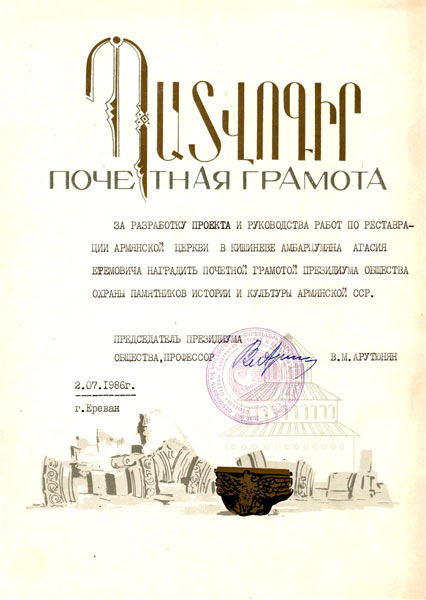 ՊԱՏՎՈԳԻՐ
ПОЧЕТНАЯ ГРАМОТА
ЗА РАЗРАБОТКУ ПРОЕКТА И РУКОВОДСТВА РАБОТ ПО РЕСТАВРА-
ЦИИ АРМЯНСКОЙ ЦЕРКВИ В КИШИНЕВЕ АМБАРЦУМЯНА АГАСИЯ
ЕРЕМОВИЧА НАГРАДИТЬ ПОЧЕТНОЙ ГРАМОТОЙ ПРЕЗИДИУМА ОБЩЕСТВА
ОХРАНЫ ПАМЯТНИКОВ ИСТОРИИ И КУЛЬТУРЫ АРМЯНСКОЙ ССР.
ПРЕДСЕДАТЕЛЬ ПРЕЗИДИУМА
ОБЩЕСТВА,ПРОФЕССОР В.М.АРУТЮНЯН
2.07.1986г.
г.Ереван